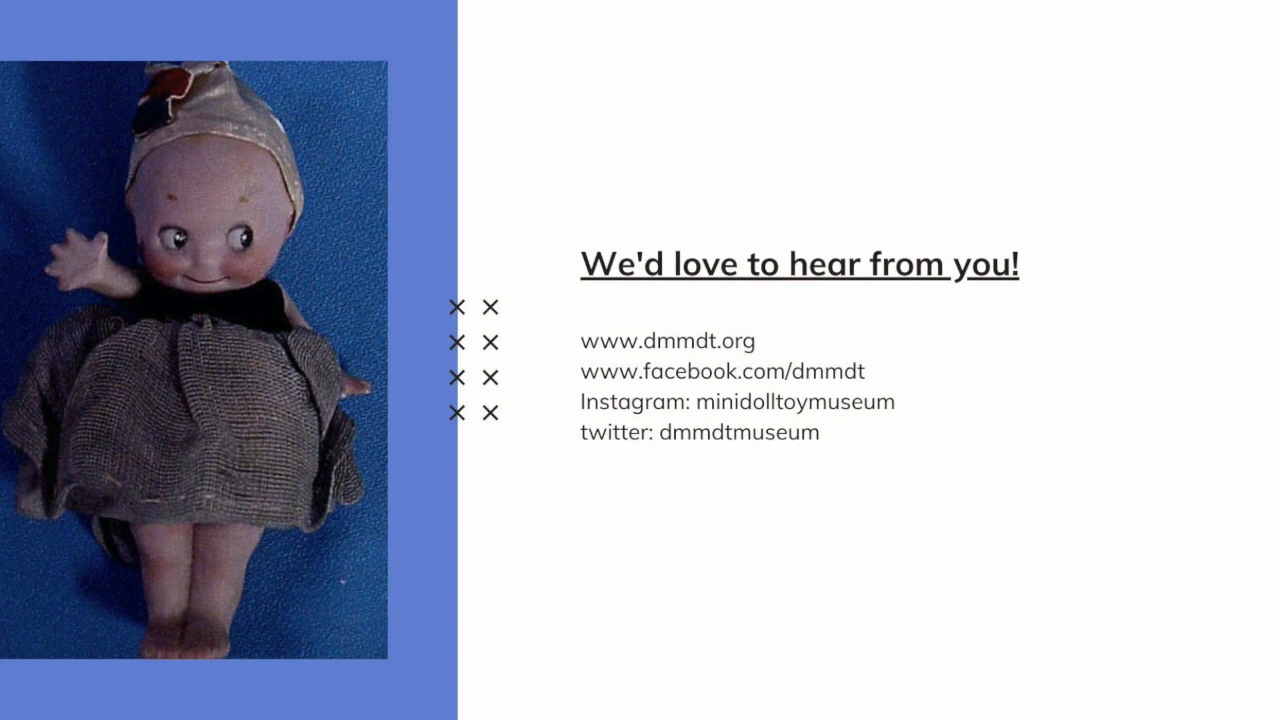 We'd love to hear from you!
www.dmmdt.org
www.facebook.com/dmmdt
Instagram: minidolltoymuseum
twitter: dmmdtmuseum